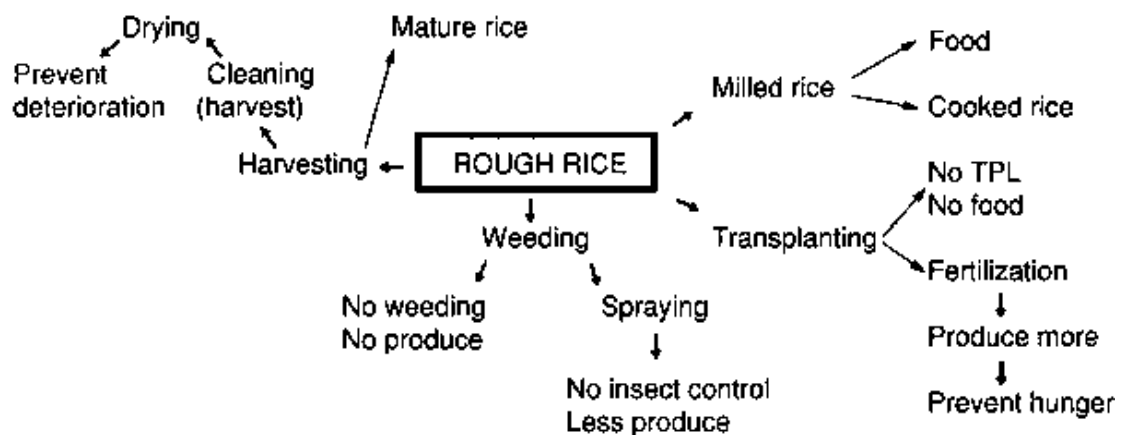 Drying
Prevent
deterioration
Cleaning
(harvest)
Harvesting
Mature rice
ROUGH RICE
Milled rice
Food
Cooked rice
Weeding
No weeding
No produce
Spraying
No insect control
Less produce
Transplanting
No TPL
No food
Fertilization
Produce more
Prevent hunger